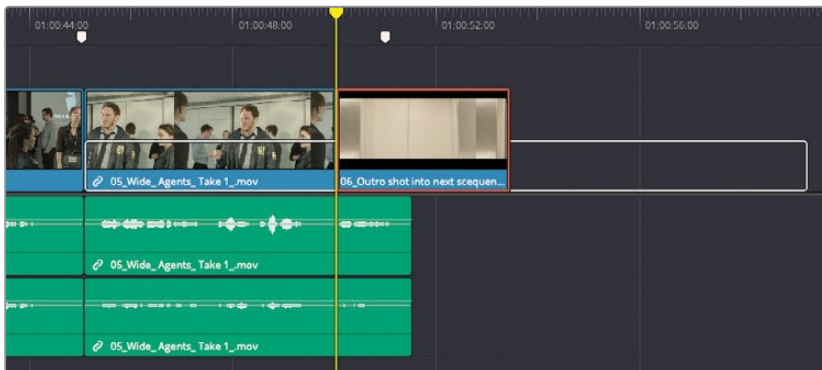 01:00:44:00
01:00:48:00
01:00:52:00
01:00:56:00
05_Wide_ Agents_ Take 1_.mov
06_Outro shot into next scequen...
05_Wide_ Agents_ Take 1_.mov
05_Wide_ Agents_ Take 1_.mov